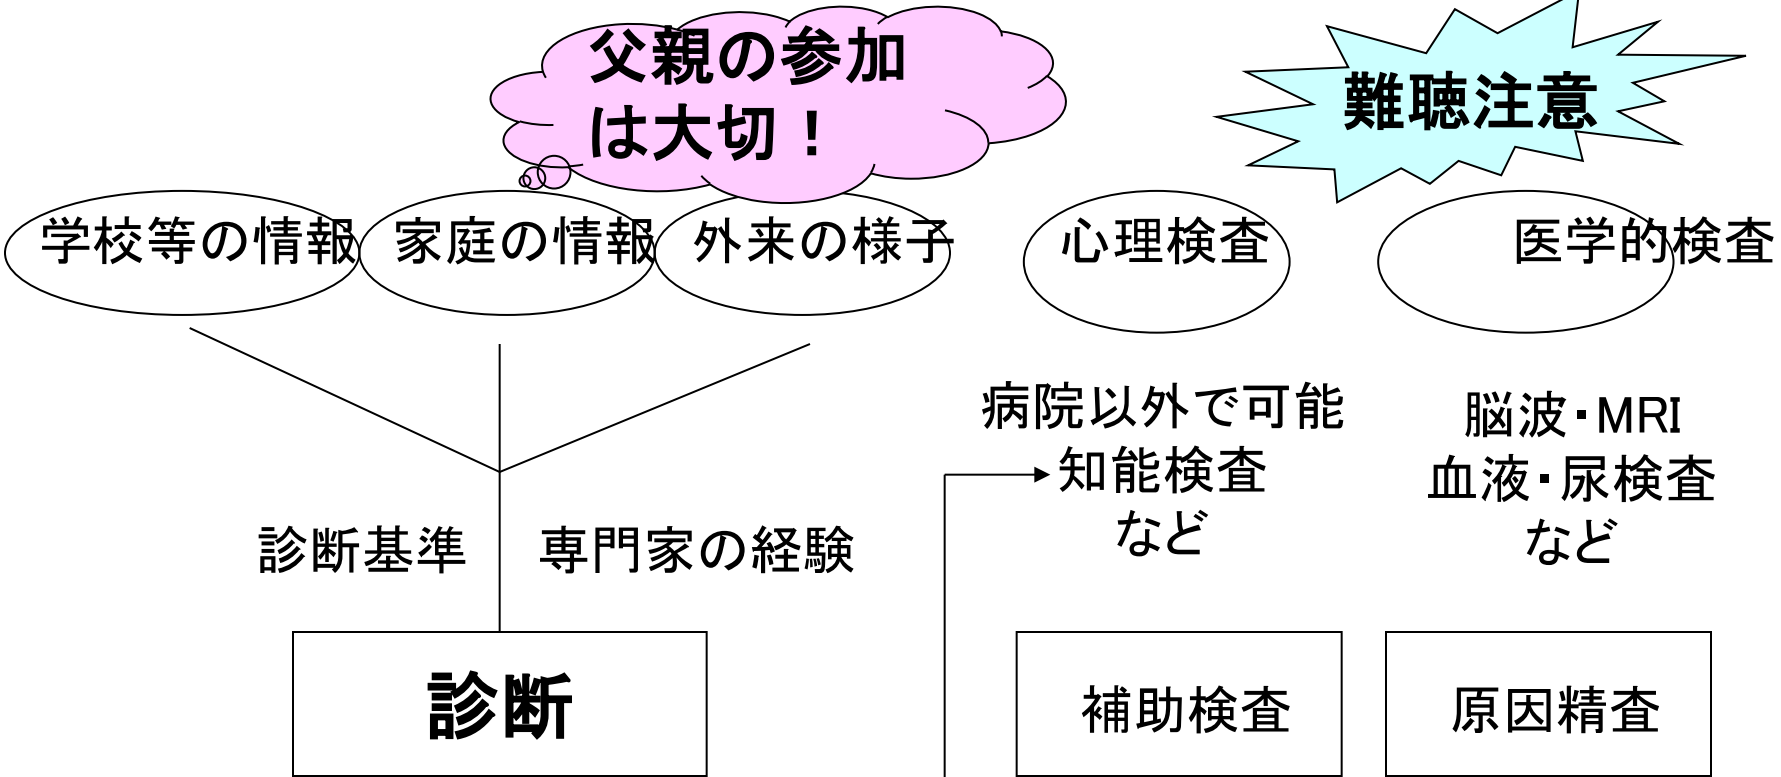 父親の参加
は大切！
難聴注意
学校等の情報
家庭の情報
外来の様子
心理検査
医学的検査
病院以外で可能
知能検査
など
脳波・MRI
血液・尿検査
など
診断基準
専門家の経験
診断
補助検査
原因精査